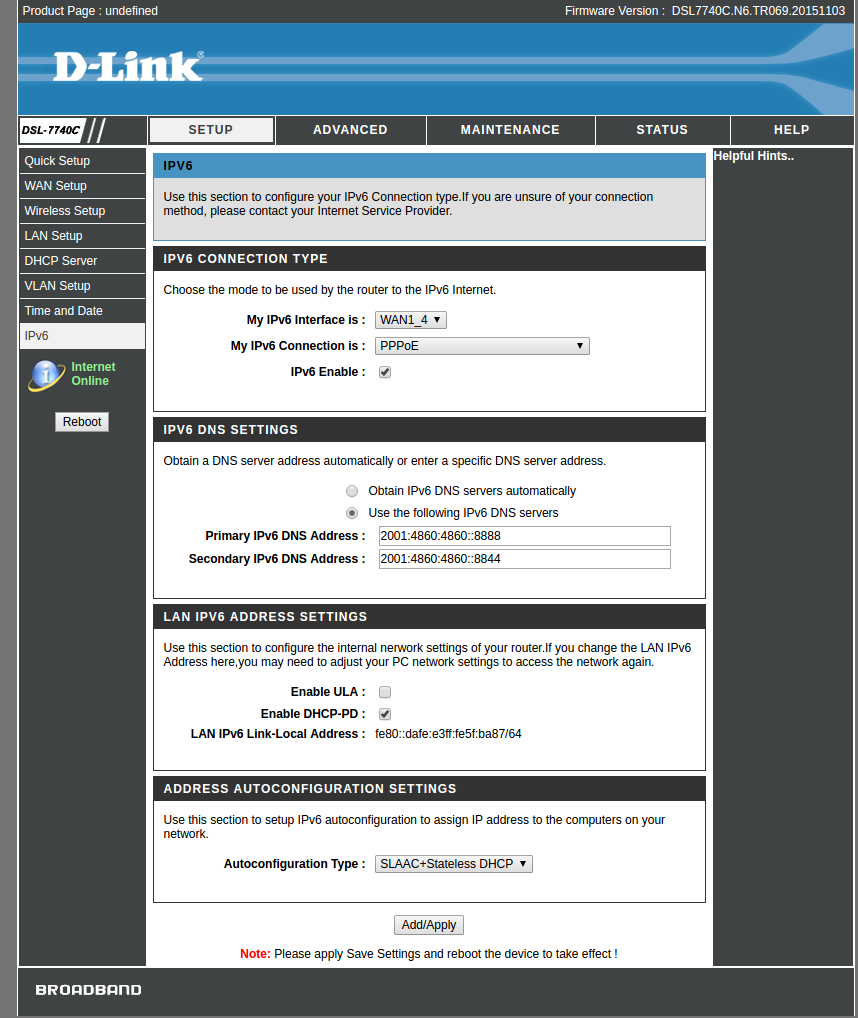 Product Page : undefined
Firmware Version : DSL7740C.N6.TR069.20151103
D-Link®
DSL-7740C
SETUP
ADVANCED
MAINTENANCE
STATUS
HELP
Quick Setup
WAN Setup
Wireless Setup
LAN Setup
DHCP Server
VLAN Setup
Time and Date
IPv6
Internet
Online
Reboot
IPV6
Use this section to configure your IPv6 Connection type.If you are unsure of your connection
method, please contact your Internet Service Provider.
IPV6 CONNECTION TYPE
Choose the mode to be used by the router to the IPv6 Internet.
My IPv6 Interface is : WAN1_4
My IPv6 Connection is : PPPoE
IPv6 Enable :
IPV6 DNS SETTINGS
Obtain a DNS server address automatically or enter a specific DNS server address.
Obtain IPv6 DNS servers automatically
Use the following IPv6 DNS servers
Primary IPv6 DNS Address : 2001:4860:4860::8888
Secondary IPv6 DNS Address : 2001:4860:4860::8844
LAN IPV6 ADDRESS SETTINGS
Use this section to configure the internal nerwork settings of your router.If you change the LAN IPv6
Address here,you may need to adjust your PC network settings to access the network again.
Enable ULA :
Enable DHCP-PD :
LAN IPv6 Link-Local Address : fe80::dafe:e3ff:fe5f:ba87/64
ADDRESS AUTOCONFIGURATION SETTINGS
Use this section to setup IPv6 autoconfiguration to assign IP address to the computers on your
network.
Autoconfiguration Type : SLAAC+Stateless DHCP
Add/Apply
Note: Please apply Save Settings and reboot the device to take effect !
Helpful Hints..
BROADBAND